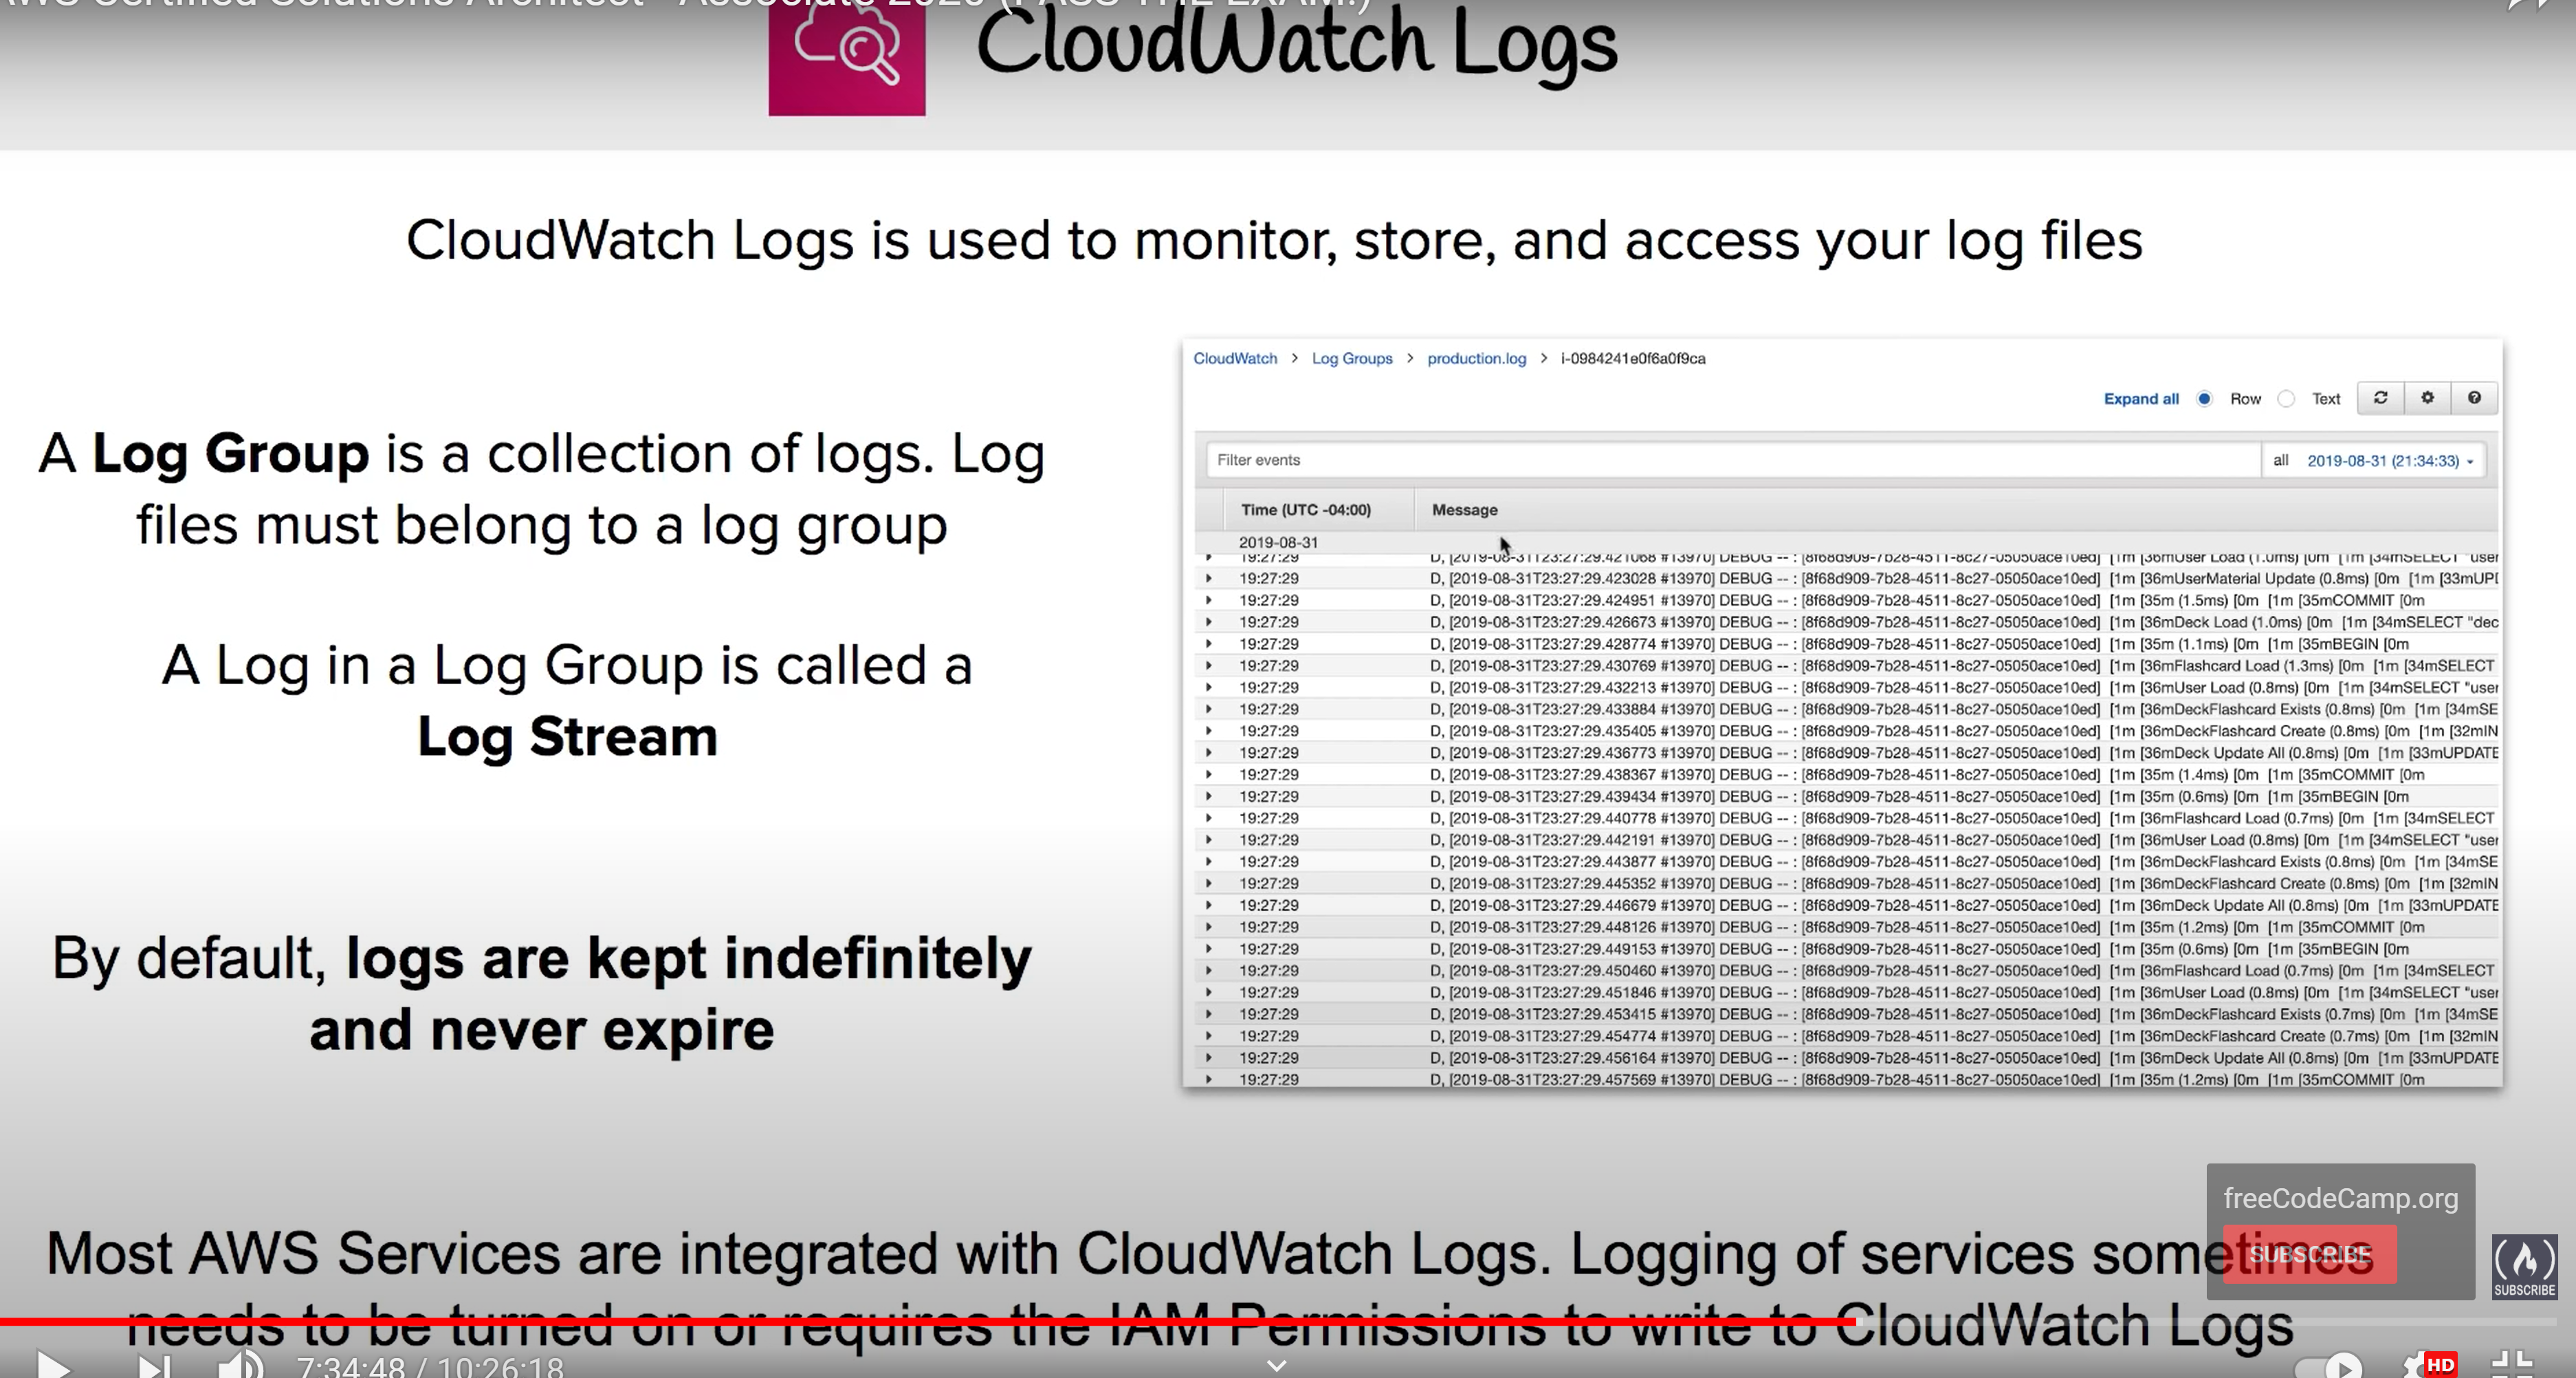 AWS Certified Solutions Architect - Associate 2020 (PASS THE EXAM!)
CloudWatch Logs
CloudWatch Logs is used to monitor, store, and access your log files
A Log Group is a collection of logs. Log
files must belong to a log group
A Log in a Log Group is called a
Log Stream
By default, logs are kept indefinitely
and never expire
CloudWatch > Log Groups > production.log > i-0984241e0f6a0f9ca
Expand all Row Text
Filter events all 2019-08-31 (21:34:33)
Time (UTC -04:00) Message
2019-08-31
19:27:29 D, [2019-08-31T23:27:29.421068 #13970] DEBUG -- : [8f68d909-7b28-4511-8c27-05050ace10ed] [1m [36mUser Load (1.0ms) [0m [1m [34mSELECT "user
19:27:29 D, [2019-08-31T23:27:29.423028 #13970] DEBUG -- : [8f68d909-7b28-4511-8c27-05050ace10ed] [1m [36mUserMaterial Update (0.8ms) [0m [1m [33mUPD
19:27:29 D, [2019-08-31T23:27:29.424951 #13970] DEBUG -- : [8f68d909-7b28-4511-8c27-05050ace10ed] [1m [35m (1.5ms) [0m [1m [35mCOMMIT [0m
19:27:29 D, [2019-08-31T23:27:29.426673 #13970] DEBUG -- : [8f68d909-7b28-4511-8c27-05050ace10ed] [1m [36mDeck Load (1.0ms) [0m [1m [34mSELECT "dec
19:27:29 D, [2019-08-31T23:27:29.428774 #13970] DEBUG -- : [8f68d909-7b28-4511-8c27-05050ace10ed] [1m [35m (1.1ms) [0m [1m [35mBEGIN [0m
19:27:29 D, [2019-08-31T23:27:29.430769 #13970] DEBUG -- : [8f68d909-7b28-4511-8c27-05050ace10ed] [1m [36mFlashcard Load (1.3ms) [0m [1m [34mSELECT
19:27:29 D, [2019-08-31T23:27:29.432213 #13970] DEBUG -- : [8f68d909-7b28-4511-8c27-05050ace10ed] [1m [36mUser Load (0.8ms) [0m [1m [34mSELECT "user
19:27:29 D, [2019-08-31T23:27:29.433884 #13970] DEBUG -- : [8f68d909-7b28-4511-8c27-05050ace10ed] [1m [36mDeckFlashcard Exists (0.8ms) [0m [1m [34mSE
19:27:29 D, [2019-08-31T23:27:29.435405 #13970] DEBUG -- : [8f68d909-7b28-4511-8c27-05050ace10ed] [1m [36mDeckFlashcard Create (0.8ms) [0m [1m [32mIN
19:27:29 D, [2019-08-31T23:27:29.436773 #13970] DEBUG -- : [8f68d909-7b28-4511-8c27-05050ace10ed] [1m [36mDeck Update All (0.8ms) [0m [1m [33mUPDATE
19:27:29 D, [2019-08-31T23:27:29.438367 #13970] DEBUG -- : [8f68d909-7b28-4511-8c27-05050ace10ed] [1m [35m (1.4ms) [0m [1m [35mCOMMIT [0m
19:27:29 D, [2019-08-31T23:27:29.439434 #13970] DEBUG -- : [8f68d909-7b28-4511-8c27-05050ace10ed] [1m [35m (0.6ms) [0m [1m [35mBEGIN [0m
19:27:29 D, [2019-08-31T23:27:29.440778 #13970] DEBUG -- : [8f68d909-7b28-4511-8c27-05050ace10ed] [1m [36mFlashcard Load (0.7ms) [0m [1m [34mSELECT
19:27:29 D, [2019-08-31T23:27:29.442191 #13970] DEBUG -- : [8f68d909-7b28-4511-8c27-05050ace10ed] [1m [36mUser Load (0.8ms) [0m [1m [34mSELECT "user
19:27:29 D, [2019-08-31T23:27:29.443877 #13970] DEBUG -- : [8f68d909-7b28-4511-8c27-05050ace10ed] [1m [36mDeckFlashcard Exists (0.8ms) [0m [1m [34mSE
19:27:29 D, [2019-08-31T23:27:29.445352 #13970] DEBUG -- : [8f68d909-7b28-4511-8c27-05050ace10ed] [1m [36mDeckFlashcard Create (0.8ms) [0m [1m [32mIN
19:27:29 D, [2019-08-31T23:27:29.446679 #13970] DEBUG -- : [8f68d909-7b28-4511-8c27-05050ace10ed] [1m [36mDeck Update All (0.8ms) [0m [1m [33mUPDATE
19:27:29 D, [2019-08-31T23:27:29.448126 #13970] DEBUG -- : [8f68d909-7b28-4511-8c27-05050ace10ed] [1m [35m (1.2ms) [0m [1m [35mCOMMIT [0m
19:27:29 D, [2019-08-31T23:27:29.449153 #13970] DEBUG -- : [8f68d909-7b28-4511-8c27-05050ace10ed] [1m [35m (0.6ms) [0m [1m [35mBEGIN [0m
19:27:29 D, [2019-08-31T23:27:29.450460 #13970] DEBUG -- : [8f68d909-7b28-4511-8c27-05050ace10ed] [1m [36mFlashcard Load (0.7ms) [0m [1m [34mSELECT
19:27:29 D, [2019-08-31T23:27:29.451846 #13970] DEBUG -- : [8f68d909-7b28-4511-8c27-05050ace10ed] [1m [36mUser Load (0.8ms) [0m [1m [34mSELECT "user
19:27:29 D, [2019-08-31T23:27:29.453415 #13970] DEBUG -- : [8f68d909-7b28-4511-8c27-05050ace10ed] [1m [36mDeckFlashcard Exists (0.7ms) [0m [1m [34mSE
19:27:29 D, [2019-08-31T23:27:29.454774 #13970] DEBUG -- : [8f68d909-7b28-4511-8c27-05050ace10ed] [1m [36mDeckFlashcard Create (0.7ms) [0m [1m [32mIN
19:27:29 D, [2019-08-31T23:27:29.456164 #13970] DEBUG -- : [8f68d909-7b28-4511-8c27-05050ace10ed] [1m [36mDeck Update All (0.8ms) [0m [1m [33mUPDATE
19:27:29 D, [2019-08-31T23:27:29.457569 #13970] DEBUG -- : [8f68d909-7b28-4511-8c27-05050ace10ed] [1m [35m (1.2ms) [0m [1m [35mCOMMIT [0m
freeCodeCamp.org
SUBSCRIBE
Most AWS Services are integrated with CloudWatch Logs. Logging of services sometimes
needs to be turned on or requires the IAM Permissions to write to CloudWatch Logs
SUBSCRIBE
7:34:48 / 10:26:18
HD